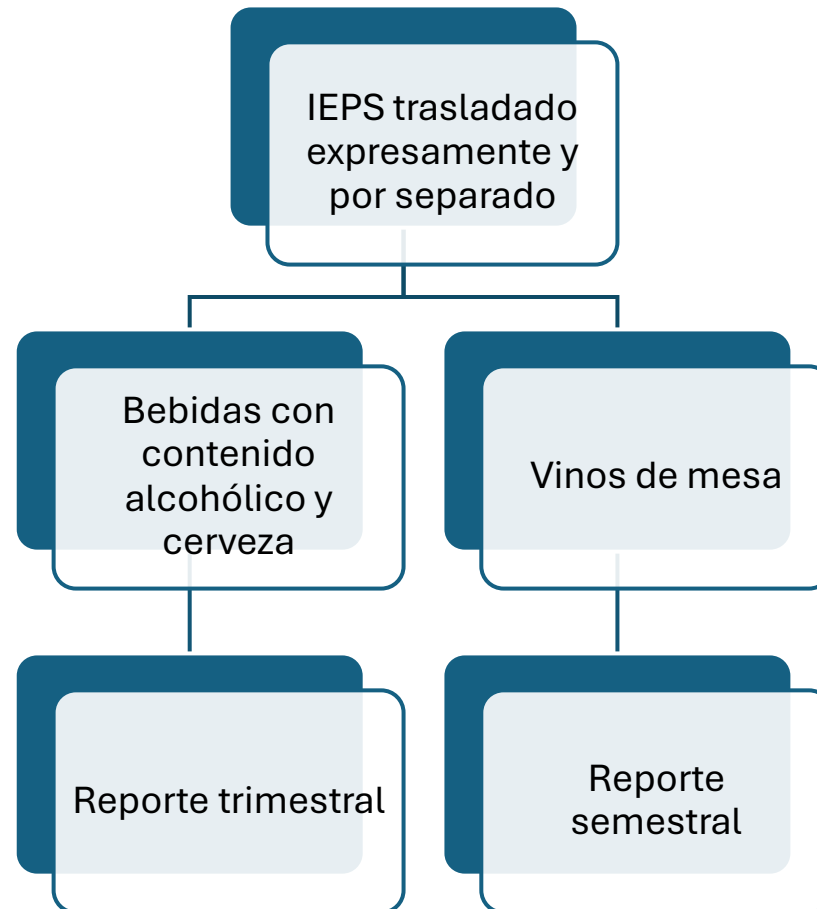 IEPS trasladado
expresamente y
por separado
Bebidas con
contenido
alcohólico y
cerveza
Vinos de mesa
Reporte trimestral
Reporte
semestral